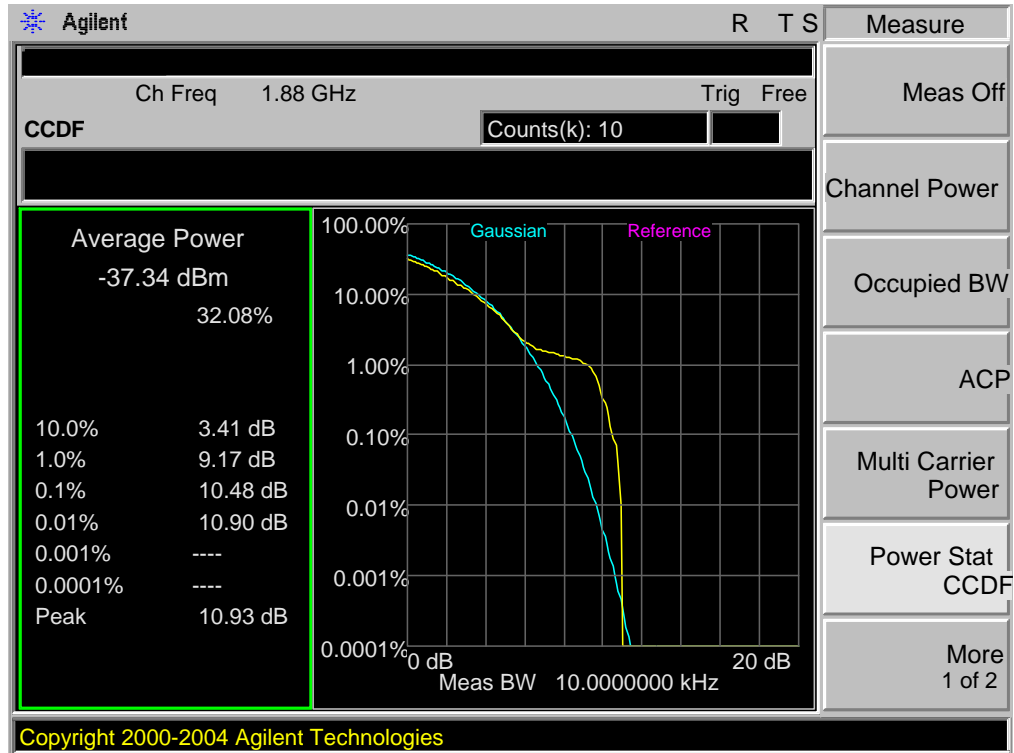 Agilent R T S Measure
Ch Freq 1.88 GHz Trig Free
CCDF Counts(k): 10
Meas Off
Channel Power
Occupied BW
ACP
Multi Carrier
Power
Power Stat
CCDF
More
1 of 2
Average Power
-37.34 dBm
32.08%
10.0% 3.41 dB
1.0% 9.17 dB
0.1% 10.48 dB
0.01% 10.90 dB
0.001% ----
0.0001% ----
Peak 10.93 dB
Gaussian Reference
100.00%
10.00%
1.00%
0.10%
0.01%
0.001%
0.0001%
0 dB 20 dB
Meas BW 10.0000000 kHz
Copyright 2000-2004 Agilent Technologies